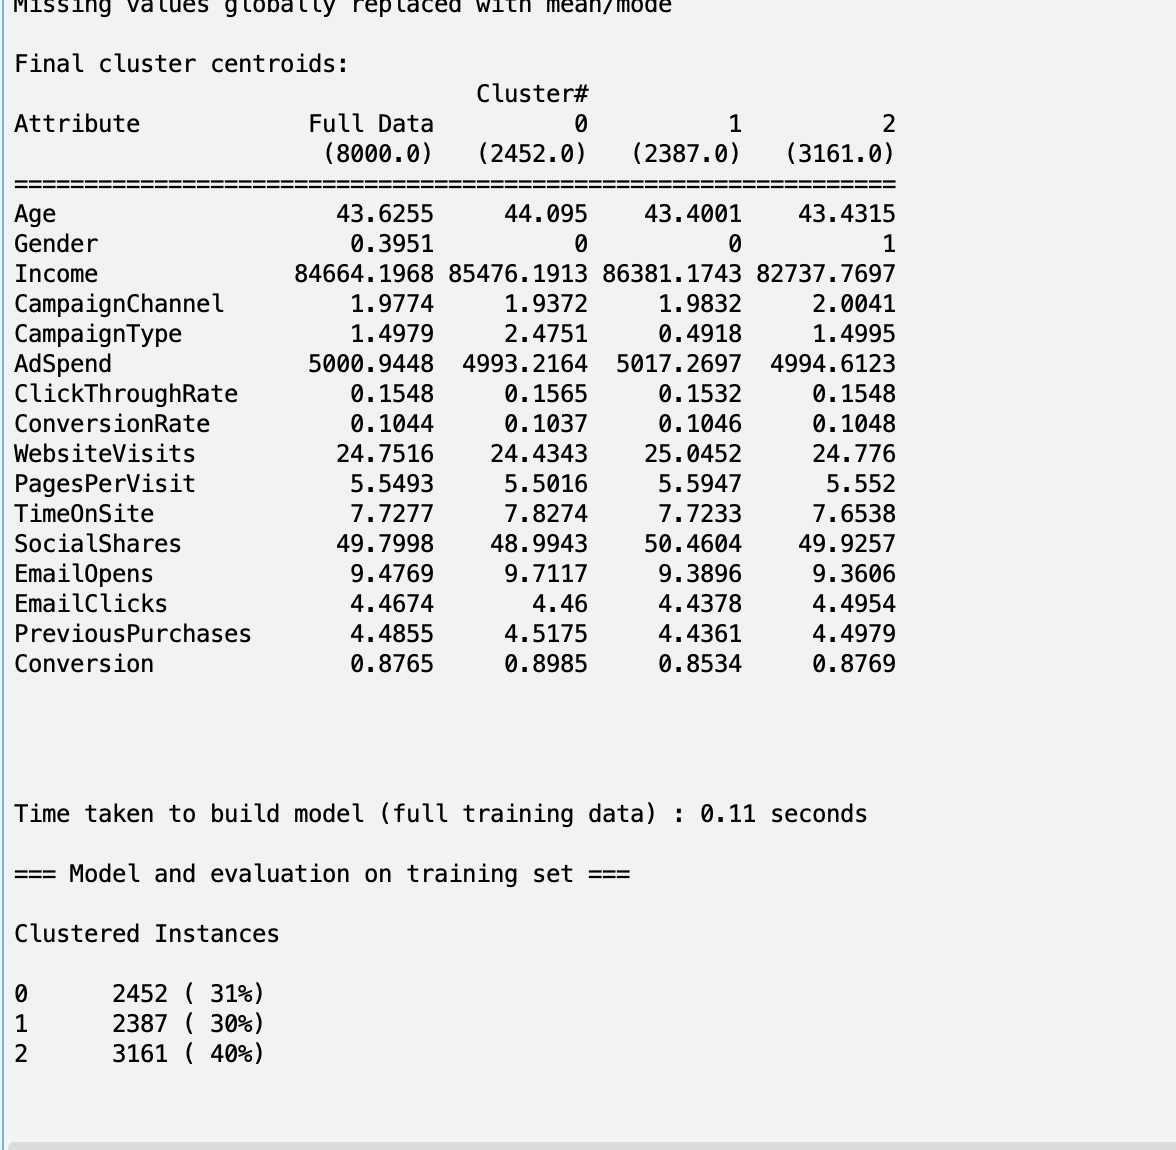 Missing values globally replaced with mean/mode
Final cluster centroids:
Cluster#
Attribute Full Data 0 1 2
(8000.0) (2452.0) (2387.0) (3161.0)
===============================================================
Age 43.6255 44.095 43.4001 43.4315
Gender 0.3951 0 0 1
Income 84664.1968 85476.1913 86381.1743 82737.7697
CampaignChannel 1.9774 1.9372 1.9832 2.0041
CampaignType 1.4979 2.4751 0.4918 1.4995
AdSpend 5000.9448 4993.2164 5017.2697 4994.6123
ClickThroughRate 0.1548 0.1565 0.1532 0.1548
ConversionRate 0.1044 0.1037 0.1046 0.1048
WebsiteVisits 24.7516 24.4343 25.0452 24.776
PagesPerVisit 5.5493 5.5016 5.5947 5.552
TimeOnSite 7.7277 7.8274 7.7233 7.6538
SocialShares 49.7998 48.9943 50.4604 49.9257
EmailOpens 9.4769 9.7117 9.3896 9.3606
EmailClicks 4.4674 4.46 4.4378 4.4954
PreviousPurchases 4.4855 4.5175 4.4361 4.4979
Conversion 0.8765 0.8985 0.8534 0.8769
Time taken to build model (full training data) : 0.11 seconds
=== Model and evaluation on training set ===
Clustered Instances
0 2452 ( 31%)
1 2387 ( 30%)
2 3161 ( 40%)